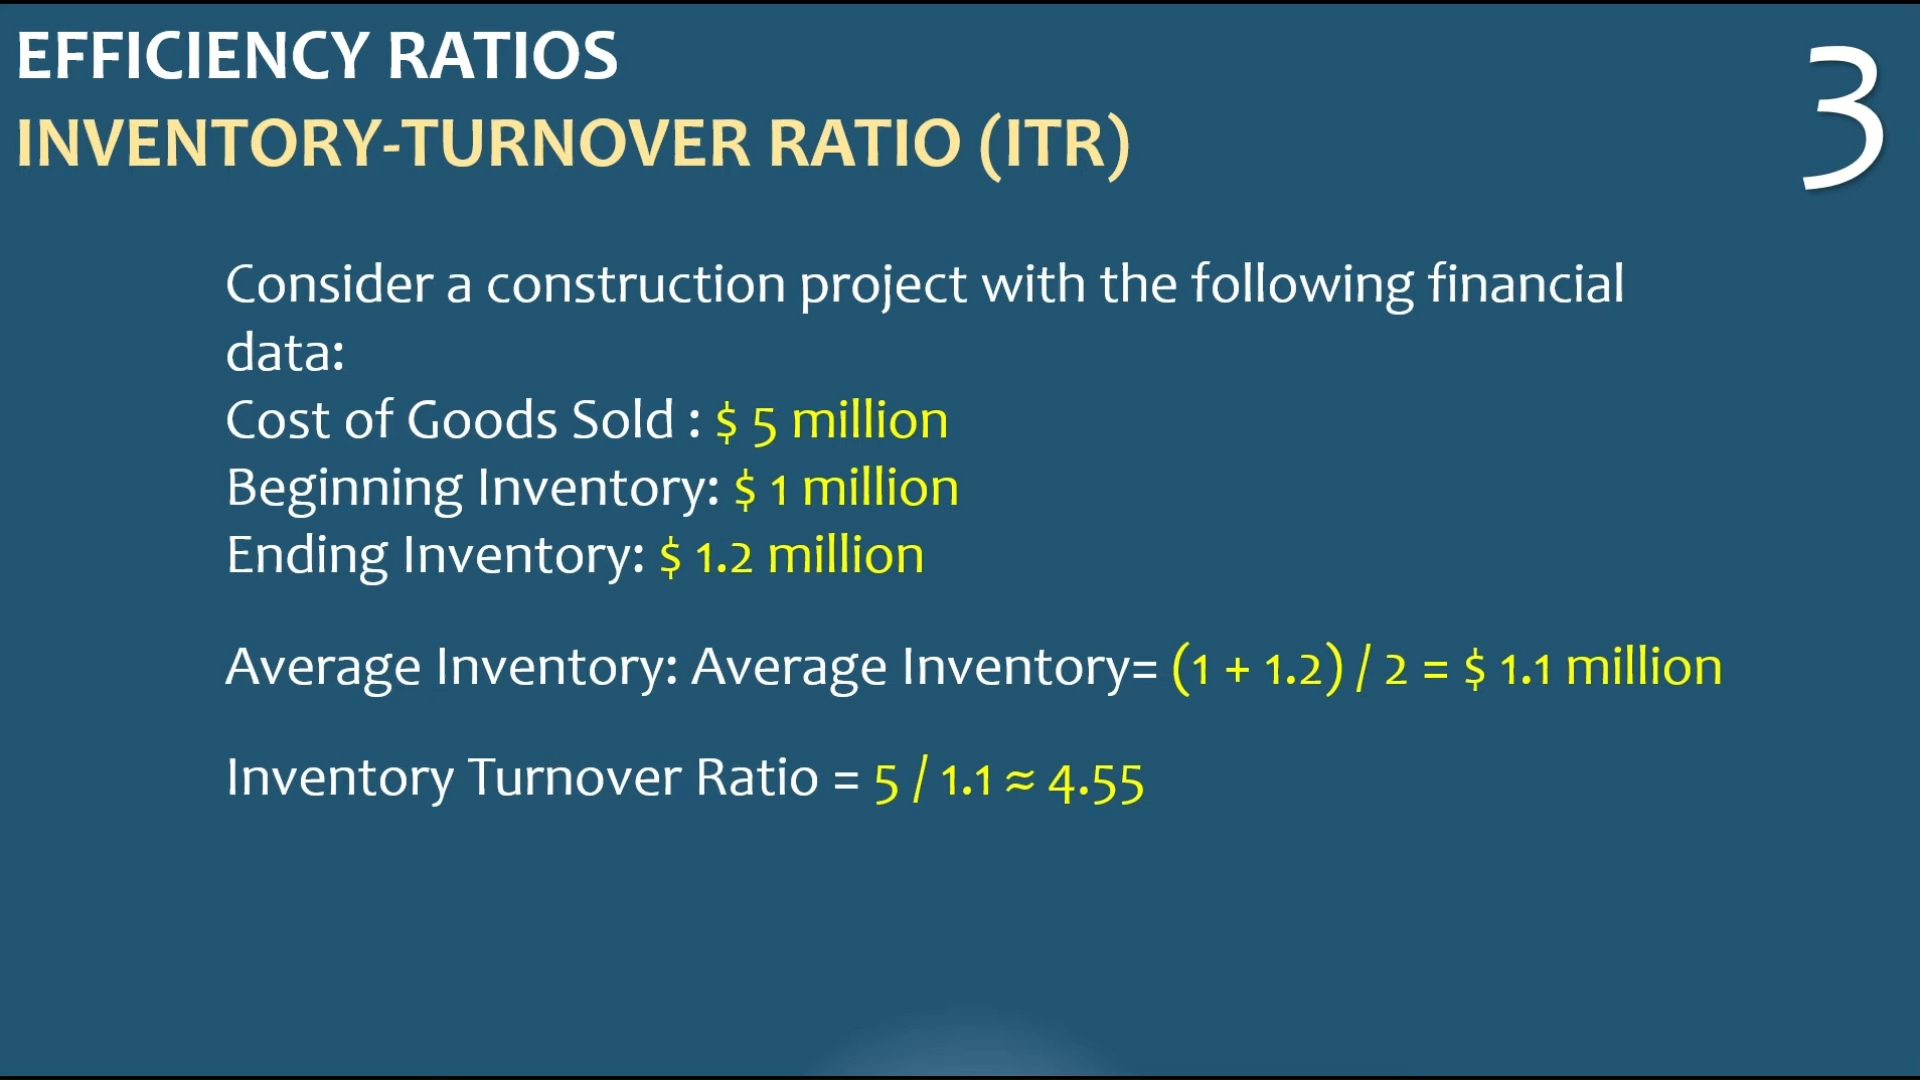 EFFICIENCY RATIOS
INVENTORY-TURNOVER RATIO (ITR)
3
Consider a construction project with the following financial
data:
Cost of Goods Sold : $ 5 million
Beginning Inventory: $ 1 million
Ending Inventory: $ 1.2 million
Average Inventory: Average Inventory= (1 + 1.2) / 2 = $ 1.1 million
Inventory Turnover Ratio = 5 / 1.1 ≈ 4.55